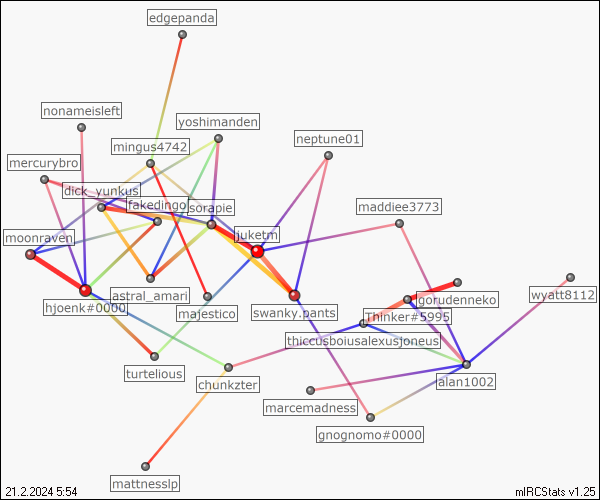 edgepanda
nonameisleft
yoshimanden
mingus4742
neptune01
mercurybro
dick_yunkus
fakedingo
sorapie
maddiee3773
moonraven
juketm
astral_amari
hjoenk#0000
majestico
swanky.pants
gorudenneko
wyatt8112
Thinker#5995
thiccusboiusalexusjoneus
turtelious
chunkzter
alan1002
marcemadness
gnognomo#0000
mattnesslp
21.2.2024 5:54
mIRCStats v1.25